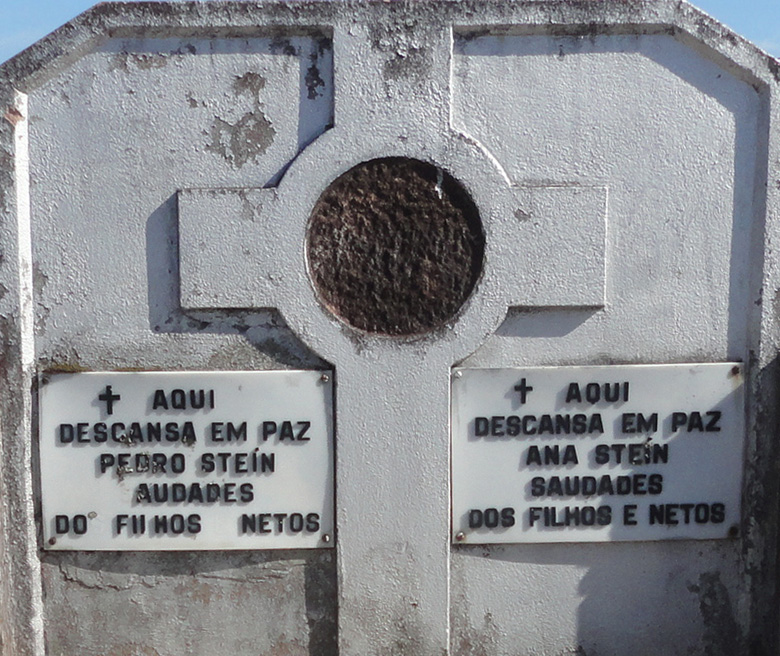 ✝ AQUI
DESCANSA EM PAZ
PEDRO STEÍN
AUDADES
DO FILHOS NETOS
✝ AQUI
DESCANSA EM PAZ
ANA STEÍN
SAUDADES
DOS FILHOS E NETOS